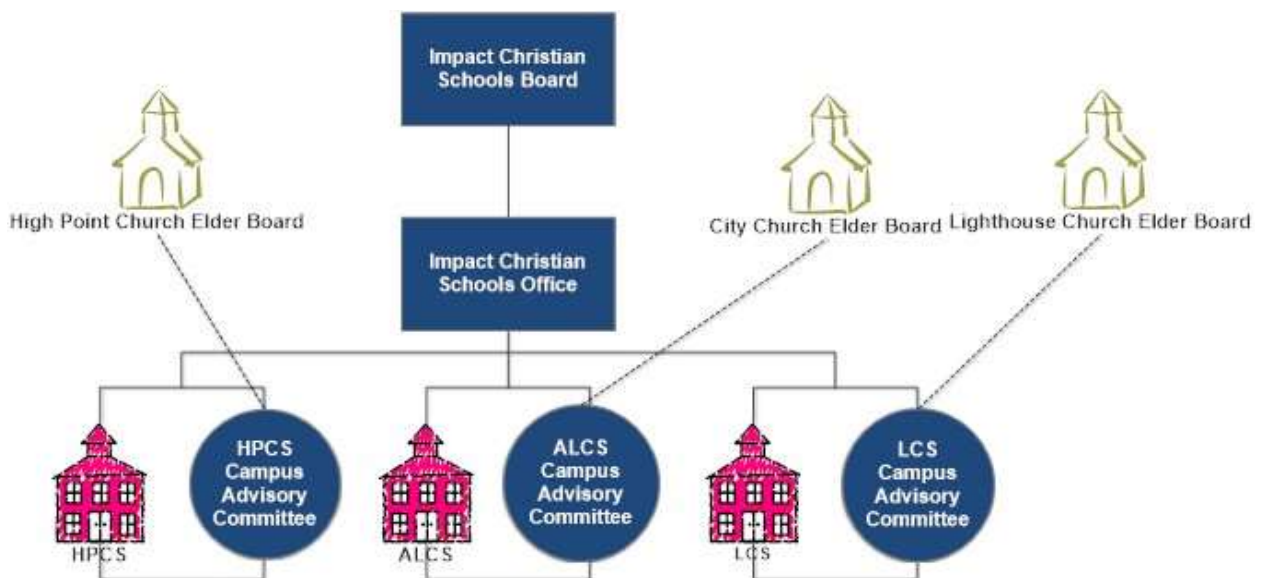 Impact Christian
Schools Board
High Point Church Elder Board
City Church Elder Board
Lighthouse Church Elder Board
Impact Christian
Schools Office
HPCS
Campus
Advisory
Committee
ALCS
Campus
Advisory
Committee
LCS
Campus
Advisory
Committee
HPCS
ALCS
LCS